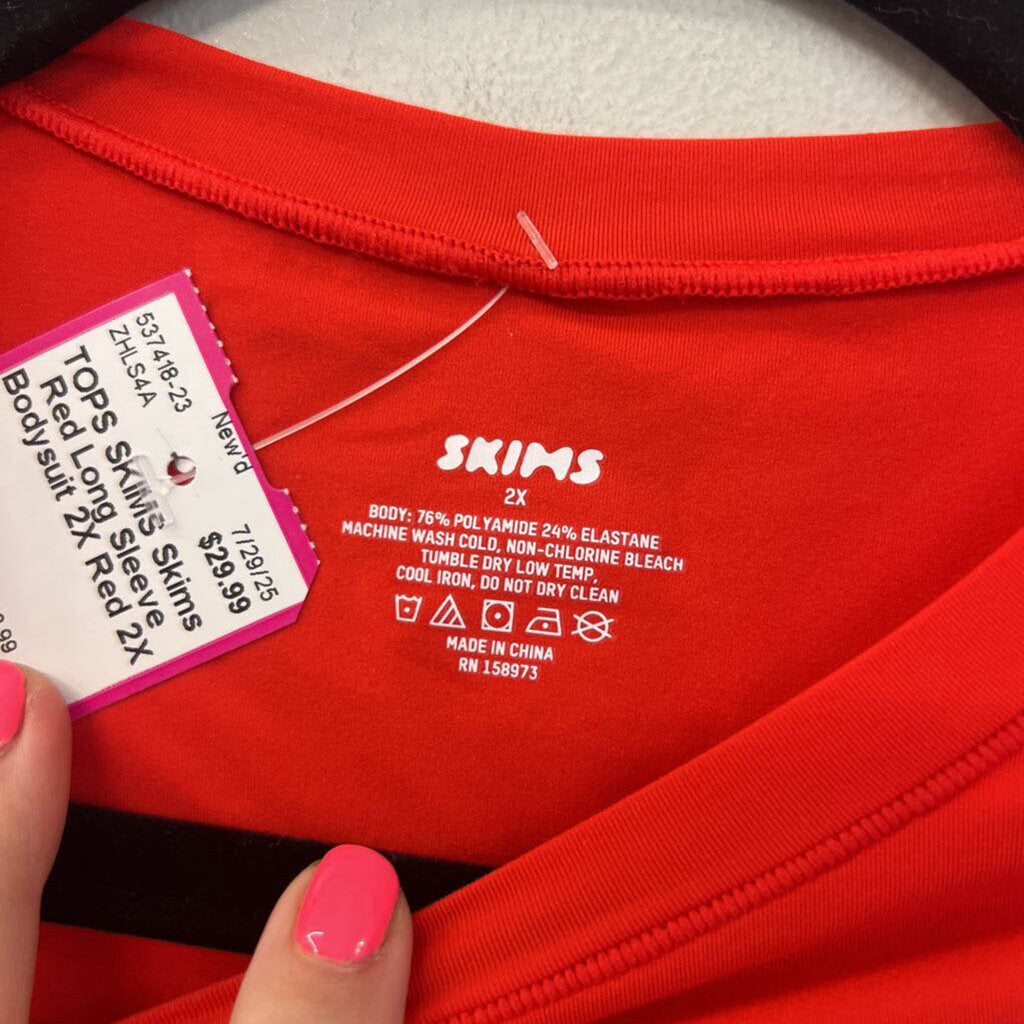 537418-23
ZHLS4A
New'd
7/29/25
$29.99
TOPS SKIMS Skims
Red Long Sleeve
Bodysuit 2X Red 2X
9.99
SKIMS
2X
BODY: 76% POLYAMIDE 24% ELASTANE
MACHINE WASH COLD, NON-CHLORINE BLEACH
TUMBLE DRY LOW TEMP,
COOL IRON, DO NOT DRY CLEAN
MADE IN CHINA
RN 158973